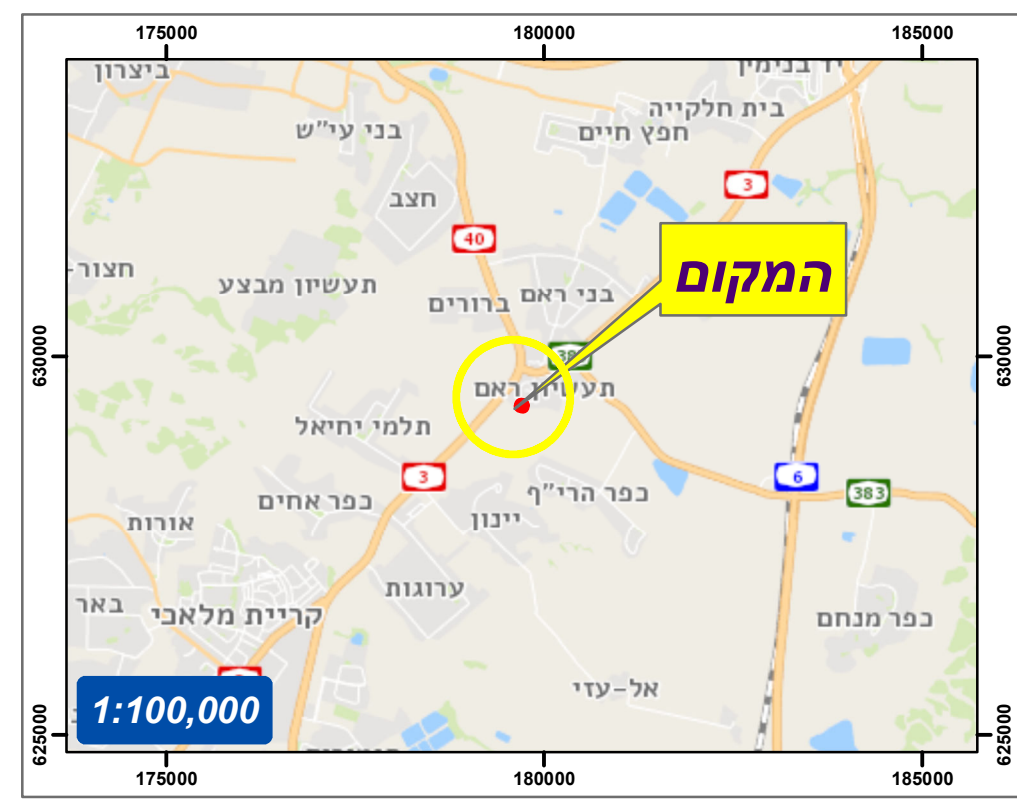 175000 180000 185000
ביצרון
יד בנימין
בית חלקייה
חפץ חיים
בני עי"ש
3
חצב
40
המקום
חצור-
תעשיון מבצע
בני ראם
ברורים
630000
630000
383
תעשיון ראם
תלמי יחיאל
3
6
383
כפר הרי"ף
כפר אחים
יינון
אורות
ערוגות
באר
קריית מלאכי
כפר מנחם
אל-עזי
1:100,000
625000
625000
175000 180000 185000